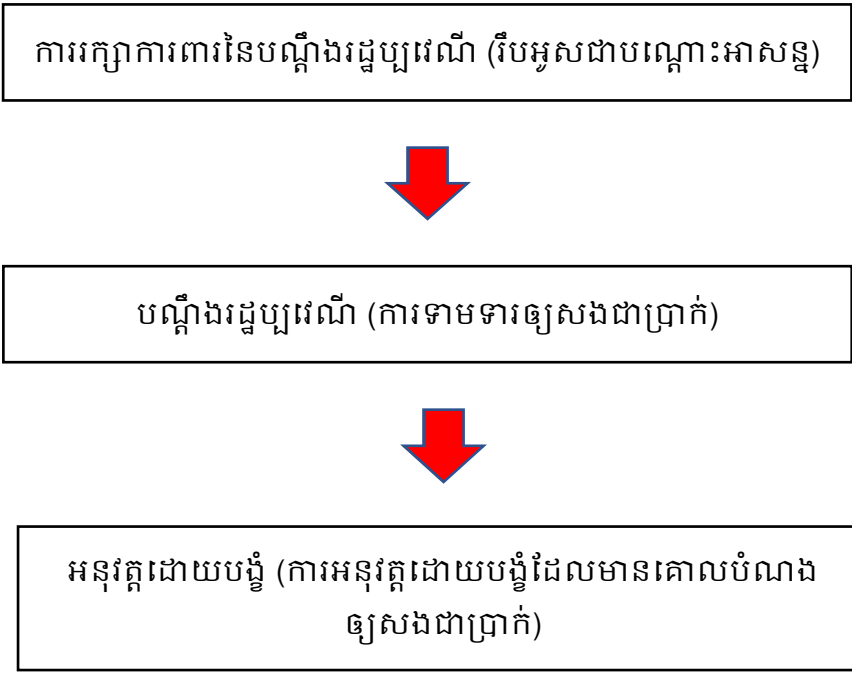 ការរក្សាការពារនៃបណ្តឹងរដ្ឋប្បវេណី (រឹបអូសជាបណ្តោះអាសន្ន)
បណ្តឹងរដ្ឋប្បវេណី (ការទាមទារឲ្យសងជាប្រាក់)
អនុវត្តដោយបង្ខំ (ការអនុវត្តដោយបង្ខំដែលមានគោលបំណង
ឲ្យសងជាប្រាក់)